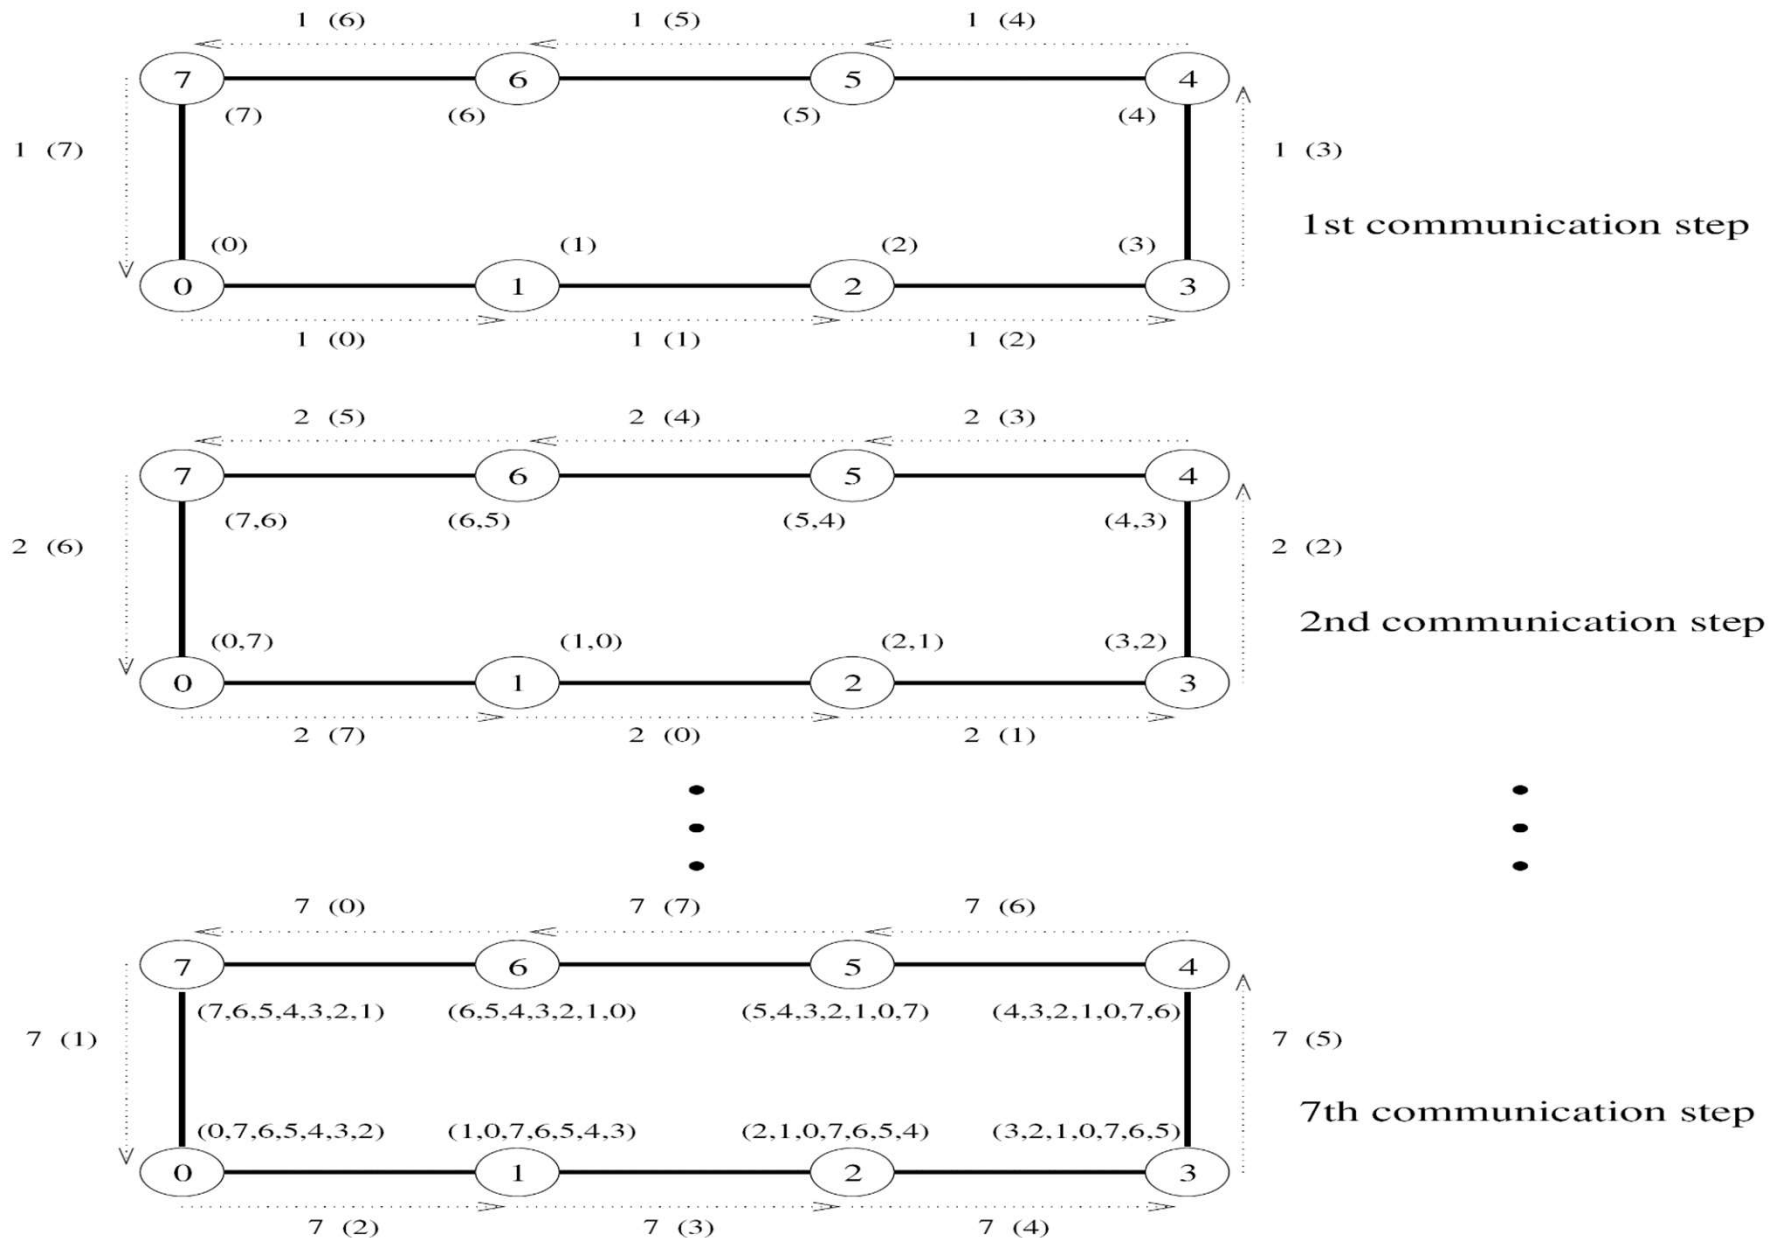 1 (6) 1 (5) 1 (4)
7 6 5 4
(7) (6) (5) (4)
1 (7) 1 (3)
1st communication step
(0) (1) (2) (3)
0 1 2 3
1 (0) 1 (1) 1 (2)
2 (5) 2 (4) 2 (3)
7 6 5 4
(7,6) (6,5) (5,4) (4,3)
2 (6) 2 (2)
2nd communication step
(0,7) (1,0) (2,1) (3,2)
0 1 2 3
2 (7) 2 (0) 2 (1)
7 (0) 7 (7) 7 (6)
7 6 5 4
(7,6,5,4,3,2,1) (6,5,4,3,2,1,0) (5,4,3,2,1,0,7) (4,3,2,1,0,7,6)
7 (1) 7 (5)
7th communication step
(0,7,6,5,4,3,2) (1,0,7,6,5,4,3) (2,1,0,7,6,5,4) (3,2,1,0,7,6,5)
0 1 2 3
7 (2) 7 (3) 7 (4)